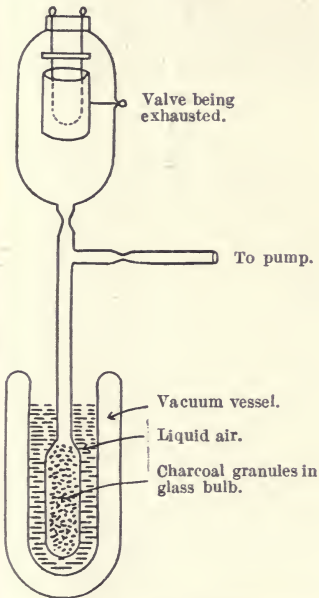 Valve being
exhausted.
To pump.
Vacuum vessel.
Liquid air.
Charcoal granules in
glass bulb.